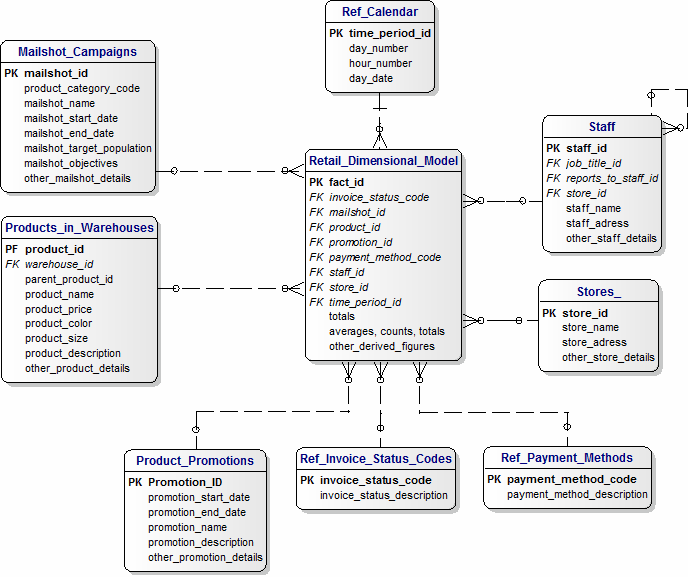 Ref_Calendar
PK time_period_id
day_number
hour_number
day_date
Mailshot_Campaigns
PK mailshot_id
product_category_code
mailshot_name
mailshot_start_date
mailshot_end_date
mailshot_target_population
mailshot_objectives
other_mailshot_details
Staff
PK staff_id
FK job_title_id
FK reports_to_staff_id
FK store_id
staff_name
staff_adress
other_staff_details
Retail_Dimensional_Model
PK fact_id
FK invoice_status_code
FK mailshot_id
FK product_id
FK promotion_id
FK payment_method_code
FK staff_id
FK store_id
FK time_period_id
totals
averages, counts, totals
other_derived_figures
Products_in_Warehouses
PF product_id
FK warehouse_id
parent_product_id
product_name
product_price
product_color
product_size
product_description
other_product_details
Stores_
PK store_id
store_name
store_adress
other_store_details
Product_Promotions
PK Promotion_ID
promotion_start_date
promotion_end_date
promotion_name
promotion_description
other_promotion_details
Ref_Invoice_Status_Codes
PK invoice_status_code
invoice_status_description
Ref_Payment_Methods
PK payment_method_code
payment_method_description